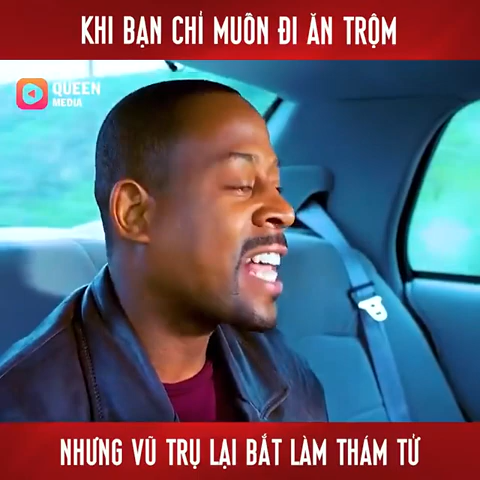 KHI BẠN CHỈ MUỐN ĐI ĂN TRỘM
QUEEN
MEDIA
NHƯNG VŨ TRỤ LẠI BẮT LÀM THÁM TỬ